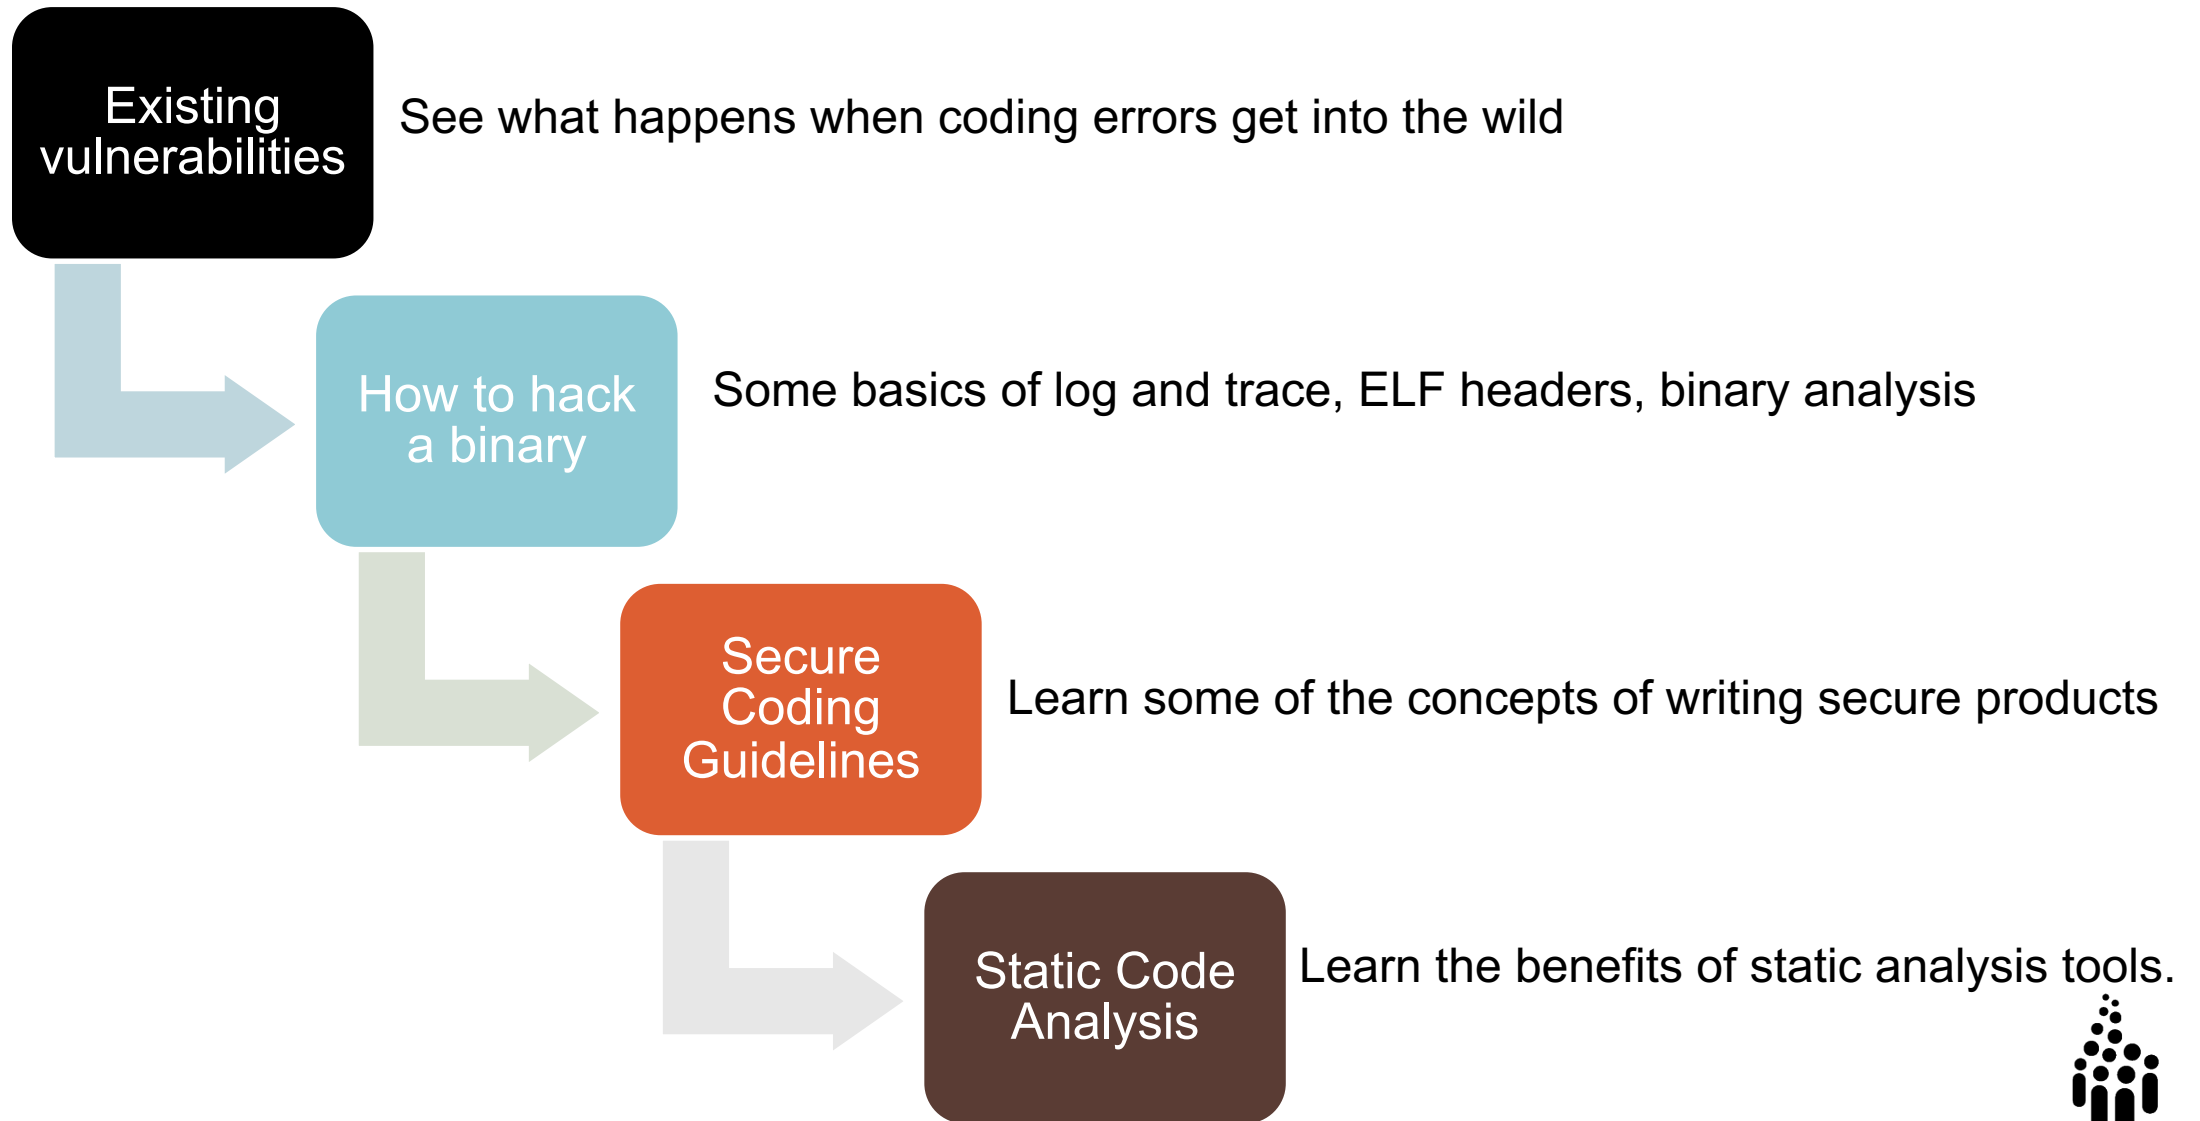 Existing
vulnerabilities
See what happens when coding errors get into the wild
How to hack
a binary
Some basics of log and trace, ELF headers, binary analysis
Secure
Coding
Guidelines
Learn some of the concepts of writing secure products
Static Code
Analysis
Learn the benefits of static analysis tools.